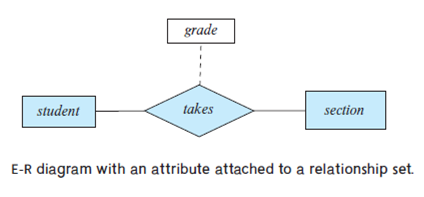 grade
student
takes
section
E-R diagram with an attribute attached to a relationship set.